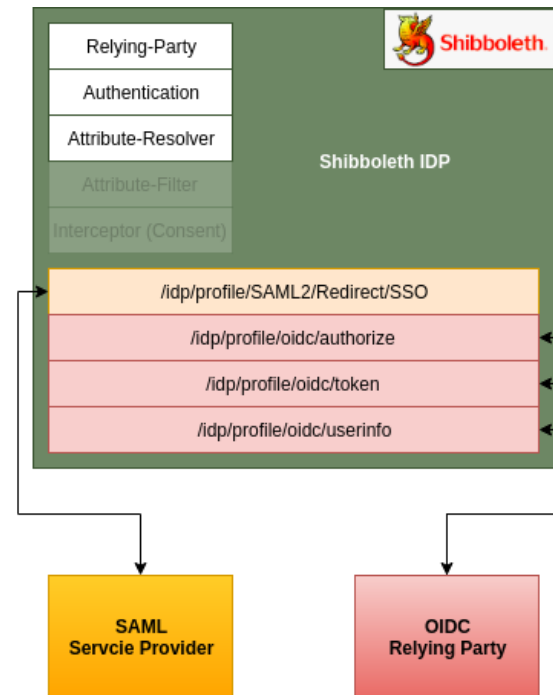 Relying-Party
Shibboleth.
Authentication
Attribute-Resolver
Shibboleth IDP
Attribute-Filter
Interceptor (Consent)
/idp/profile/SAML2/Redirect/SSO
/idp/profile/oidc/authorize
/idp/profile/oidc/token
/idp/profile/oidc/userinfo
SAML
Servcie Provider
OIDC
Relying Party